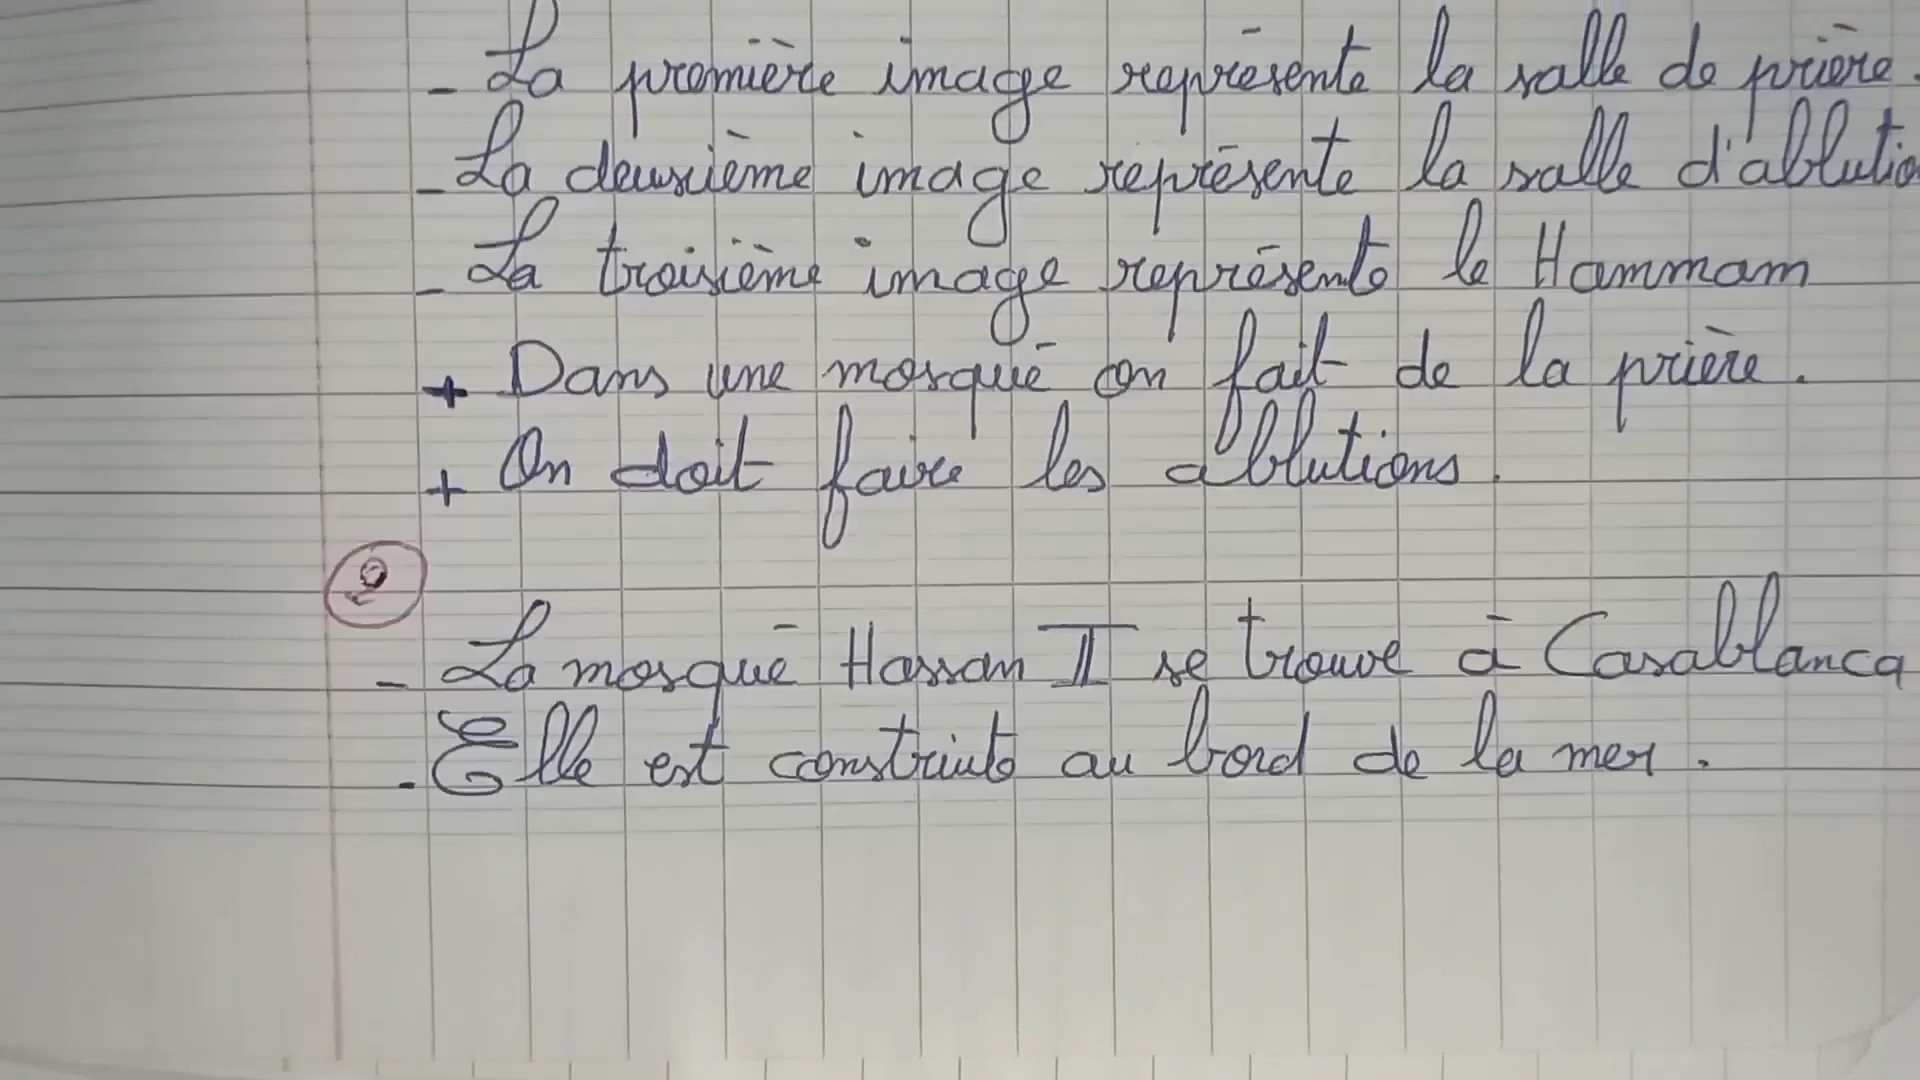 - La première image représente la salle de prière.
- La deuxième image représente la salle d'ablutio
- La troisième image représente le Hammam
+ Dans une mosqué on fait de la prière.
+ On doit faire les ablutions.
2
- La mosqué Hassan II se trouve à Casablanca
- Elle est construite au bord de la mer.